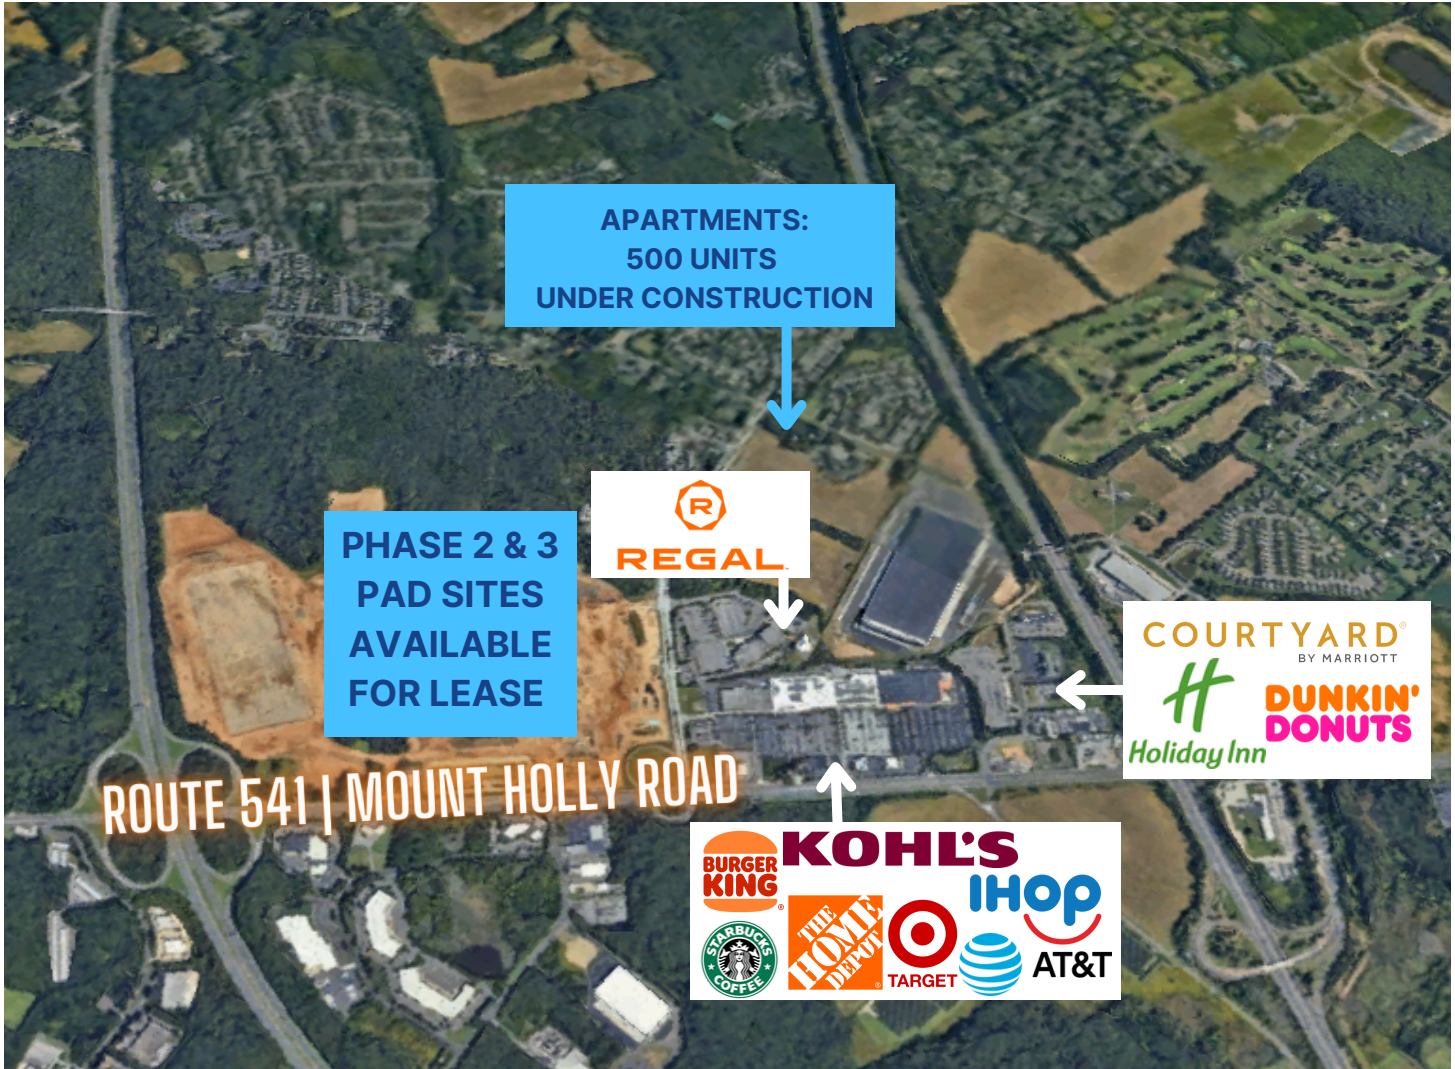 APARTMENTS:
500 UNITS
UNDER CONSTRUCTION
R
REGAL
PHASE 2 & 3
PAD SITES
AVAILABLE
FOR LEASE
COURTYARD®
BY MARRIOTT
H
Holiday Inn
DUNKIN'
DONUTS
ROUTE 541 | MOUNT HOLLY ROAD
BURGER
KING®
KOHL'S
IHOP
STARBUCKS
COFFEE
THE
HOME
DEPOT®
TARGET
AT&T